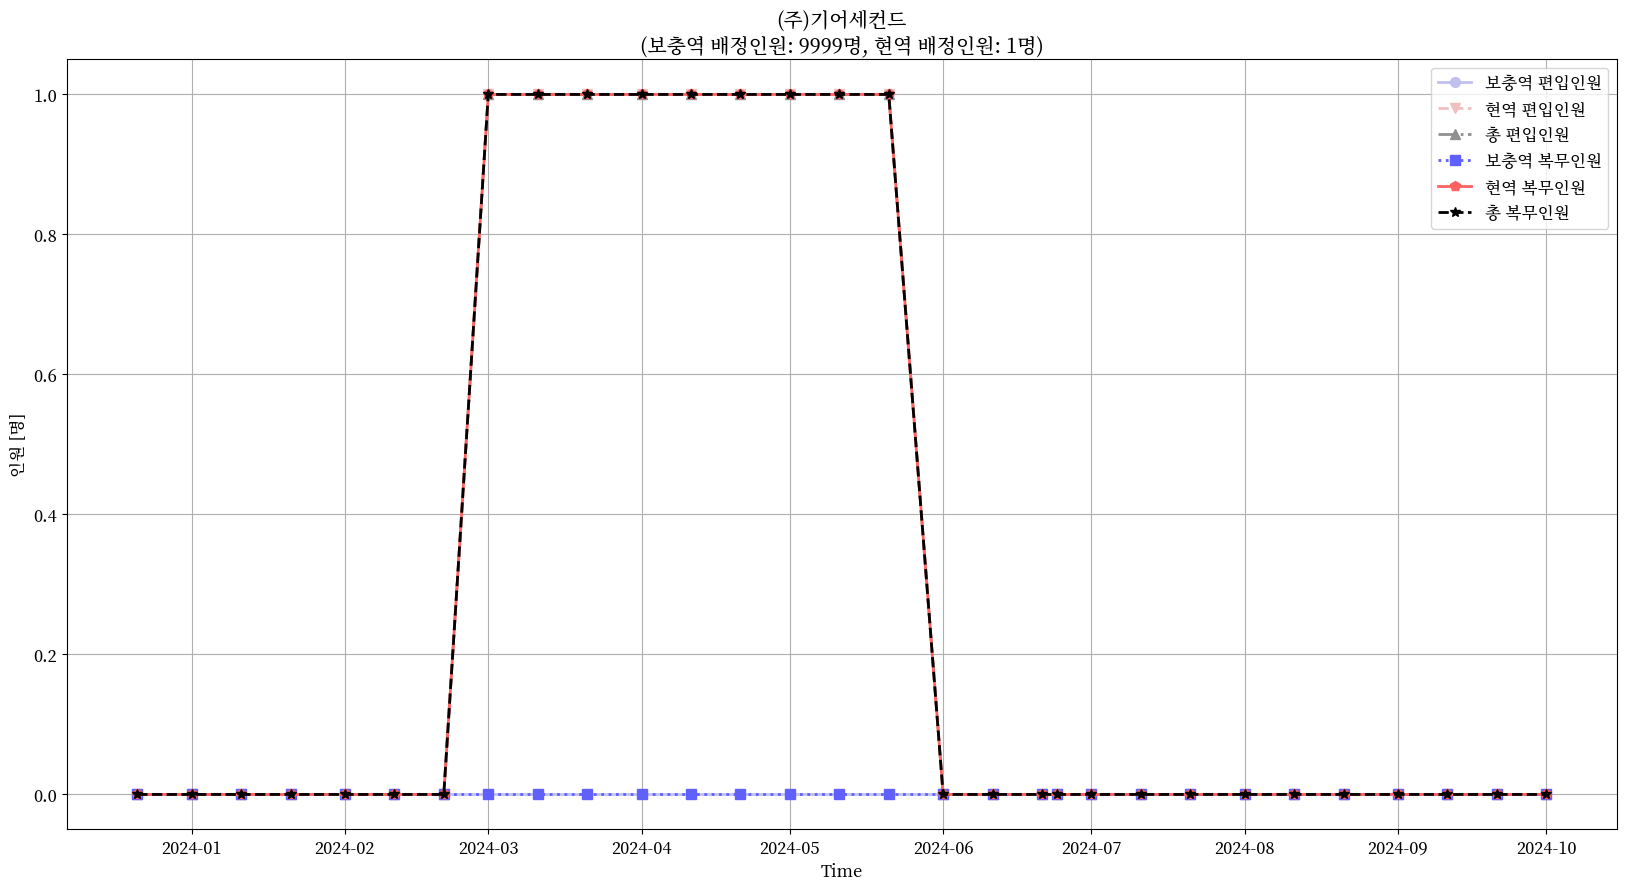 (주)기어세컨드
(보충역 배정인원: 9999명, 현역 배정인원: 1명)
보충역 편입인원
현역 편입인원
총 편입인원
보충역 복무인원
현역 복무인원
총 복무인원
1.0
0.8
0.6
0.4
0.2
0.0
인원 [명]
2024-01 2024-02 2024-03 2024-04 2024-05 2024-06 2024-07 2024-08 2024-09 2024-10
Time